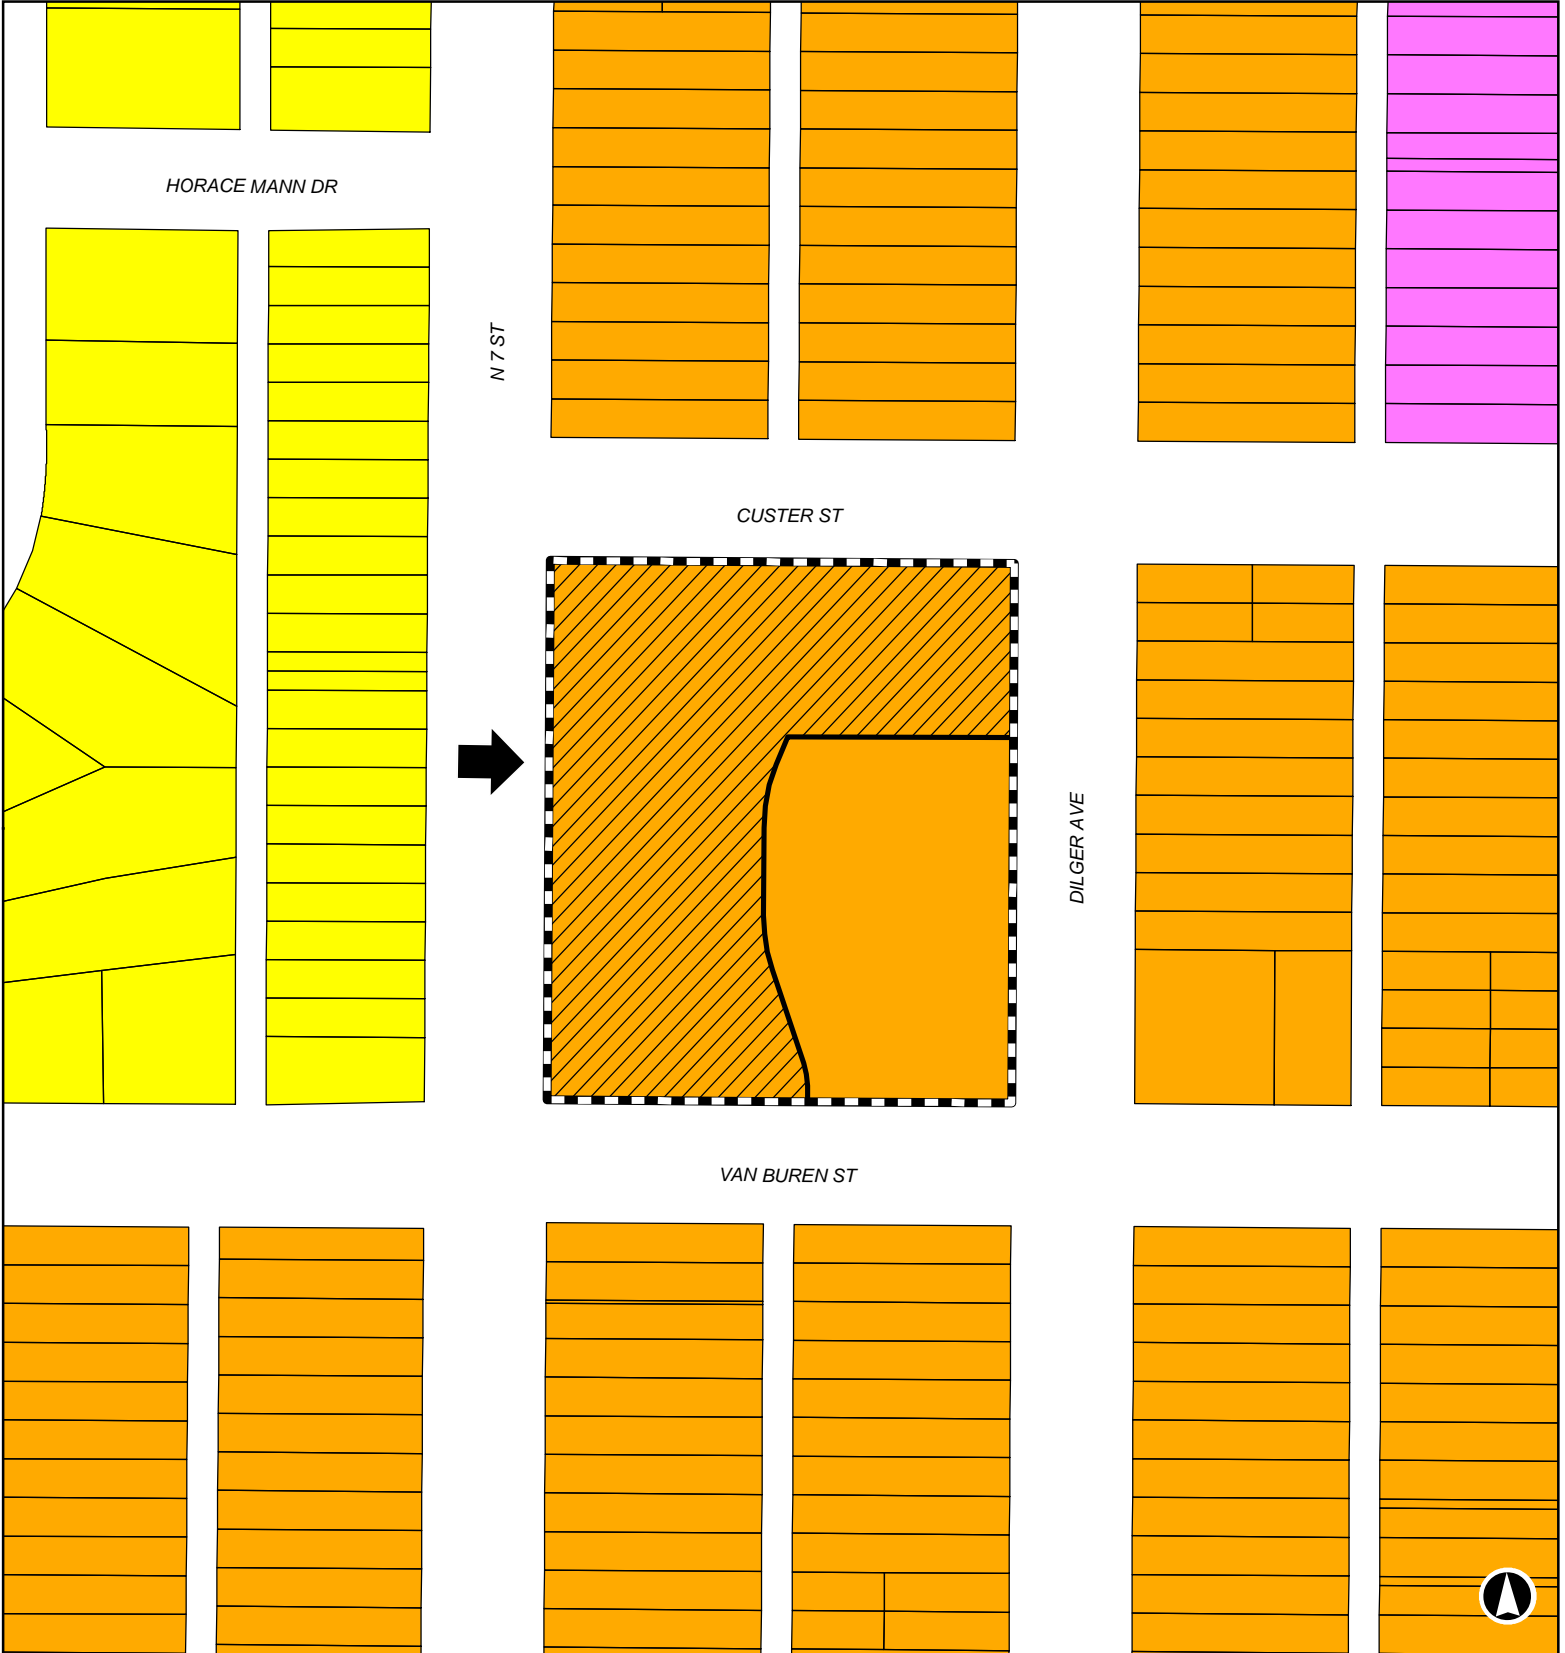 HORACE MANN DR
N 7 ST
CUSTER ST
DILGER AVE
VAN BUREN ST